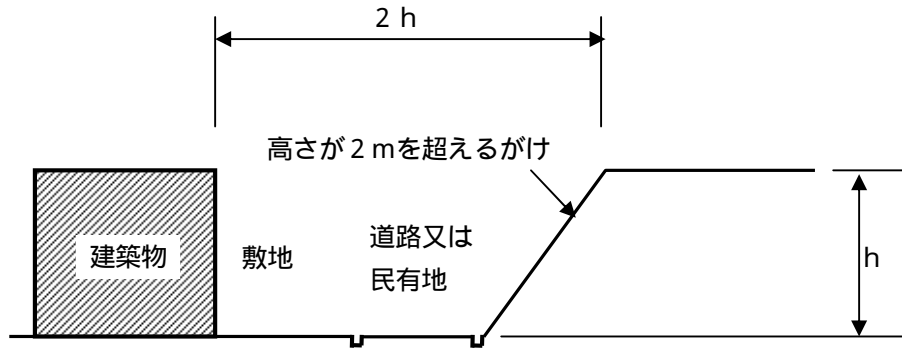 2 h
高さが２ｍを超えるがけ
建築物
敷地
道路又は
民有地
h